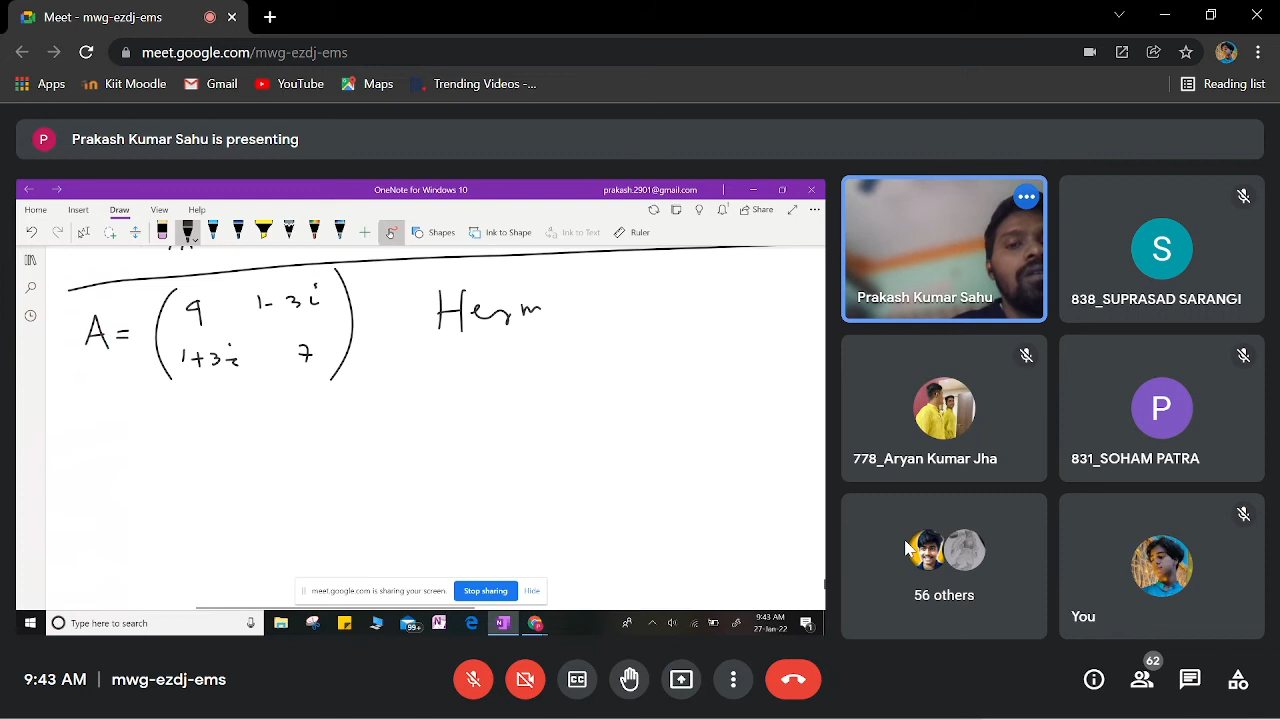 Meet - mwg-ezdj-ems
meet.google.com/mwg-ezdj-ems
Apps Kiit Moodle Gmail YouTube Maps Trending Videos -... Reading list
P Prakash Kumar Sahu is presenting
OneNote for Windows 10 prakash.2901@gmail.com
Home Insert Draw View Help Share
Shapes Ink to Shape Ink to Text Ruler
A = ( 9 1-3i
1+3i 7 )
Herm
meet.google.com is sharing your screen. Stop sharing Hide
Type here to search 99+ 9:43 AM
27-Jan-22
Prakash Kumar Sahu
S
838_SUPRASAD SARANGI
778_Aryan Kumar Jha
P
831_SOHAM PATRA
56 others
You
9:43 AM | mwg-ezdj-ems 62